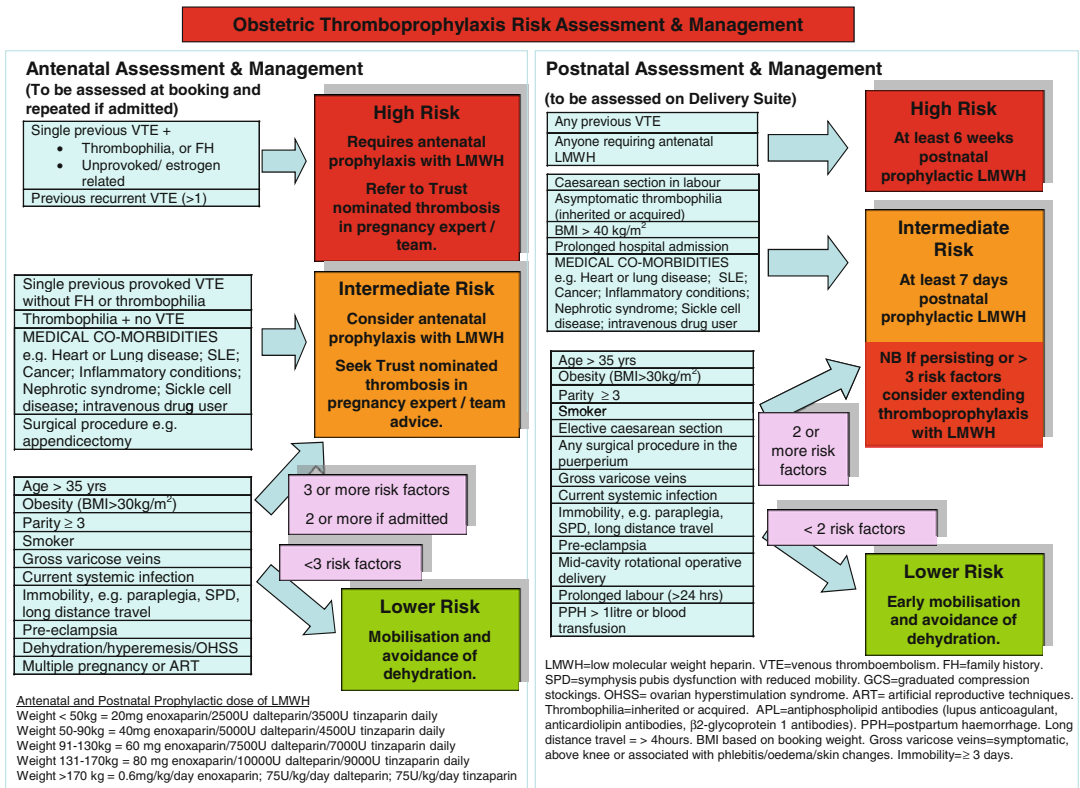 Obstetric Thromboprophylaxis Risk Assessment & Management
Antenatal Assessment & Management
(To be assessed at booking and
repeated if admitted)
Single previous VTE +
• Thrombophilia, or FH
• Unprovoked/ estrogen
related
Previous recurrent VTE (>1)
High Risk
Requires antenatal
prophylaxis with LMWH
Refer to Trust
nominated thrombosis
in pregnancy expert /
team.
Single previous provoked VTE
without FH or thrombophilia
Thrombophilia + no VTE
MEDICAL CO-MORBIDITIES
e.g. Heart or Lung disease; SLE;
Cancer; Inflammatory conditions;
Nephrotic syndrome; Sickle cell
disease; intravenous drug user
Surgical procedure e.g.
appendicectomy
Intermediate Risk
Consider antenatal
prophylaxis with LMWH
Seek Trust nominated
thrombosis in
pregnancy expert / team
advice.
Age > 35 yrs
Obesity (BMI>30kg/m²)
Parity ≥ 3
Smoker
Gross varicose veins
Current systemic infection
Immobility, e.g. paraplegia, SPD,
long distance travel
Pre-eclampsia
Dehydration/hyperemesis/OHSS
Multiple pregnancy or ART
3 or more risk factors
2 or more if admitted
<3 risk factors
Lower Risk
Mobilisation and
avoidance of
dehydration.
Antenatal and Postnatal Prophylactic dose of LMWH
Weight < 50kg = 20mg enoxaparin/2500U dalteparin/3500U tinzaparin daily
Weight 50-90kg = 40mg enoxaparin/5000U dalteparin/4500U tinzaparin daily
Weight 91-130kg = 60 mg enoxaparin/7500U dalteparin/7000U tinzaparin daily
Weight 131-170kg = 80 mg enoxaparin/10000U dalteparin/9000U tinzaparin daily
Weight >170 kg = 0.6mg/kg/day enoxaparin; 75U/kg/day dalteparin; 75U/kg/day tinzaparin
Postnatal Assessment & Management
(to be assessed on Delivery Suite)
Any previous VTE
Anyone requiring antenatal
LMWH
High Risk
At least 6 weeks
postnatal
prophylactic LMWH
Caesarean section in labour
Asymptomatic thrombophilia
(inherited or acquired)
BMI > 40 kg/m²
Prolonged hospital admission
MEDICAL CO-MORBIDITIES
e.g. Heart or lung disease; SLE;
Cancer; Inflammatory conditions;
Nephrotic syndrome; Sickle cell
disease; intravenous drug user
Intermediate
Risk
At least 7 days
postnatal
prophylactic LMWH
NB If persisting or >
3 risk factors
consider extending
thromboprophylaxis
with LMWH
Age > 35 yrs
Obesity (BMI>30kg/m²)
Parity ≥ 3
Smoker
Elective caesarean section
Any surgical procedure in the
puerperium
Gross varicose veins
Current systemic infection
Immobility, e.g. paraplegia,
SPD, long distance travel
Pre-eclampsia
Mid-cavity rotational operative
delivery
Prolonged labour (>24 hrs)
PPH > 1litre or blood
transfusion
2 or
more risk
factors
< 2 risk factors
Lower Risk
Early mobilisation
and avoidance of
dehydration.
LMWH=low molecular weight heparin. VTE=venous thromboembolism. FH=family history.
SPD=symphysis pubis dysfunction with reduced mobility. GCS=graduated compression
stockings. OHSS= ovarian hyperstimulation syndrome. ART= artificial reproductive techniques.
Thrombophilia=inherited or acquired. APL=antiphospholipid antibodies (lupus anticoagulant,
anticardiolipin antibodies, β2-glycoprotein 1 antibodies). PPH=postpartum haemorrhage. Long
distance travel = > 4hours. BMI based on booking weight. Gross varicose veins=symptomatic,
above knee or associated with phlebitis/oedema/skin changes. Immobility=≥ 3 days.